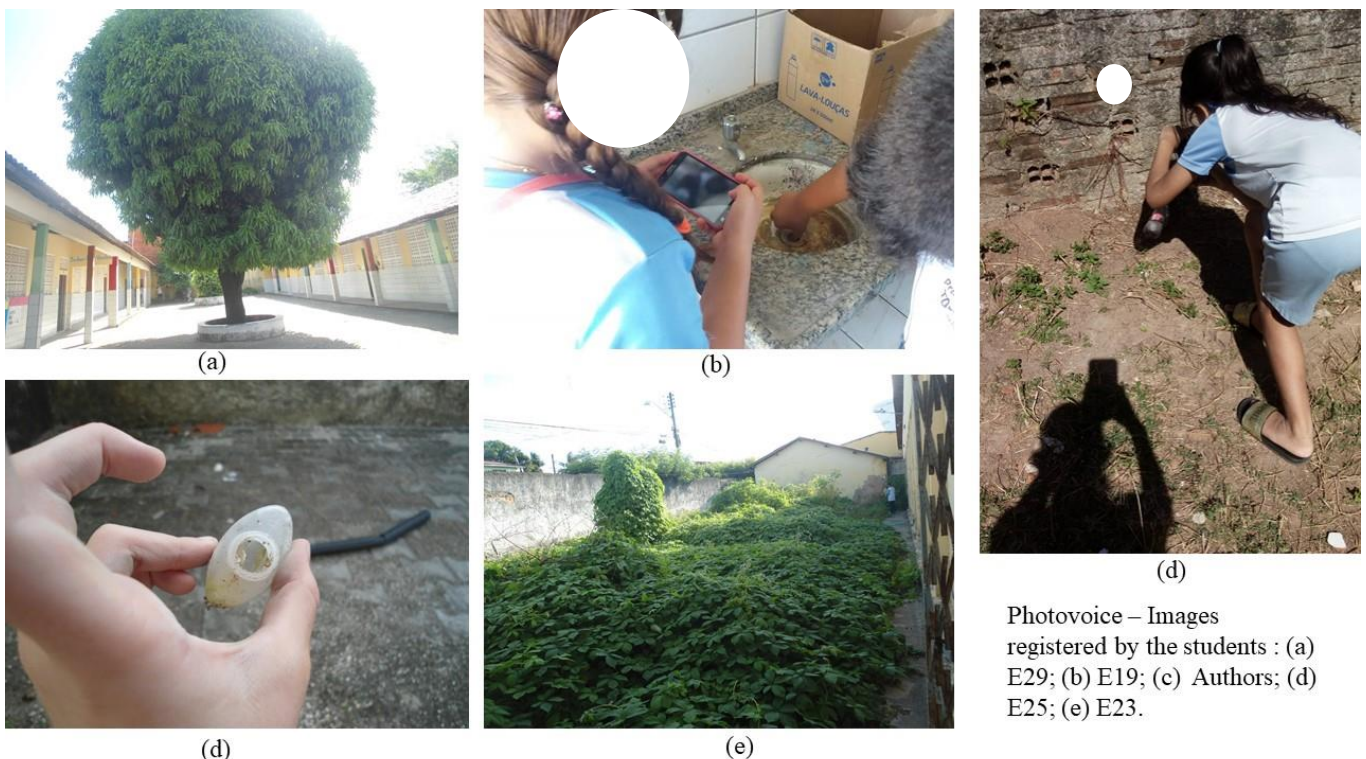 LAVA-LOUÇAS
(a)
(b)
(d)
Photovoice – Images
registered by the students : (a)
E29; (b) E19; (c) Authors; (d)
E25; (e) E23.
(d)
(e)